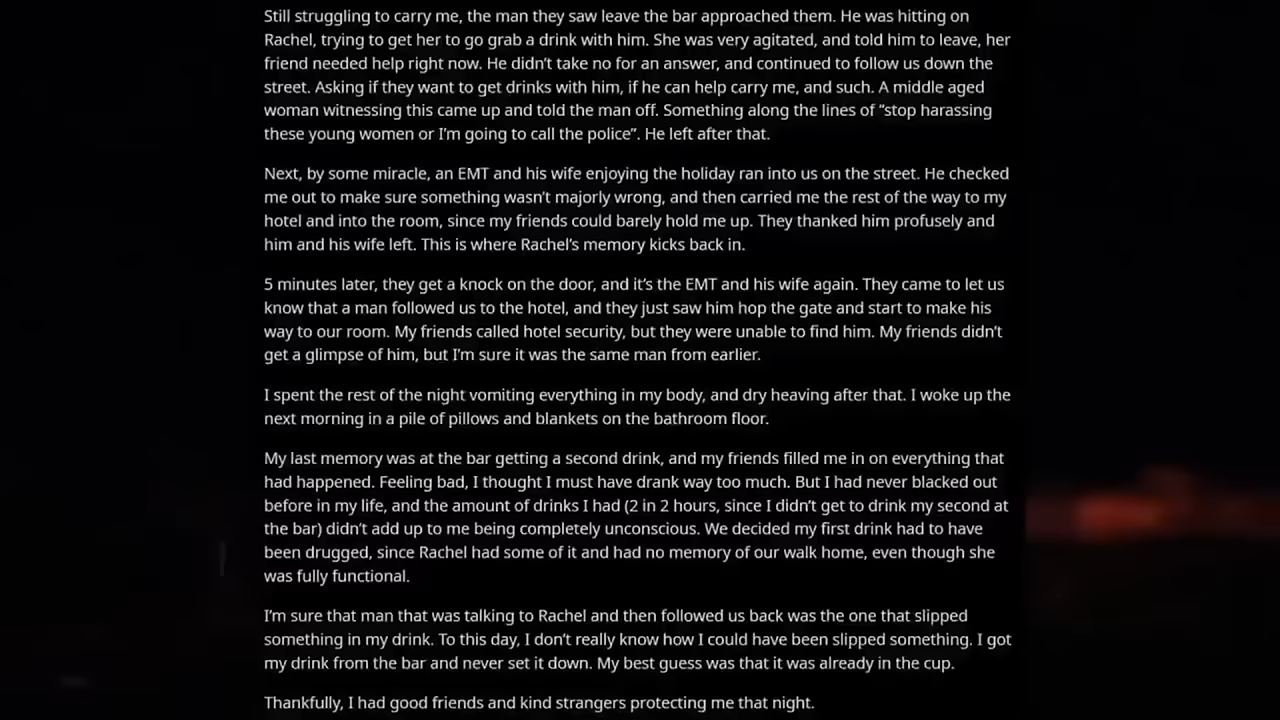 Still struggling to carry me, the man they saw leave the bar approached them. He was hitting on
Rachel, trying to get her to go grab a drink with him. She was very agitated, and told him to leave, her
friend needed help right now. He didn’t take no for an answer, and continued to follow us down the
street. Asking if they want to get drinks with him, if he can help carry me, and such. A middle aged
woman witnessing this came up and told the man off. Something along the lines of “stop harassing
these young women or I’m going to call the police”. He left after that.
Next, by some miracle, an EMT and his wife enjoying the holiday ran into us on the street. He checked
me out to make sure something wasn’t majorly wrong, and then carried me the rest of the way to my
hotel and into the room, since my friends could barely hold me up. They thanked him profusely and
him and his wife left. This is where Rachel’s memory kicks back in.
5 minutes later, they get a knock on the door, and it’s the EMT and his wife again. They came to let us
know that a man followed us to the hotel, and they just saw him hop the gate and start to make his
way to our room. My friends called hotel security, but they were unable to find him. My friends didn’t
get a glimpse of him, but I’m sure it was the same man from earlier.
I spent the rest of the night vomiting everything in my body, and dry heaving after that. I woke up the
next morning in a pile of pillows and blankets on the bathroom floor.
My last memory was at the bar getting a second drink, and my friends filled me in on everything that
had happened. Feeling bad, I thought I must have drank way too much. But I had never blacked out
before in my life, and the amount of drinks I had (2 in 2 hours, since I didn’t get to drink my second at
the bar) didn’t add up to me being completely unconscious. We decided my first drink had to have
been drugged, since Rachel had some of it and had no memory of our walk home, even though she
was fully functional.
I’m sure that man that was talking to Rachel and then followed us back was the one that slipped
something in my drink. To this day, I don’t really know how I could have been slipped something. I got
my drink from the bar and never set it down. My best guess was that it was already in the cup.
Thankfully, I had good friends and kind strangers protecting me that night.